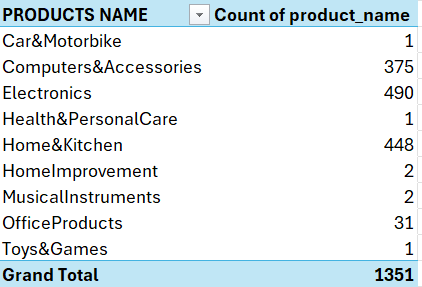 PRODUCTS NAME Count of product_name
Car&Motorbike 1
Computers&Accessories 375
Electronics 490
Health&PersonalCare 1
Home&Kitchen 448
HomeImprovement 2
MusicalInstruments 2
OfficeProducts 31
Toys&Games 1
Grand Total 1351